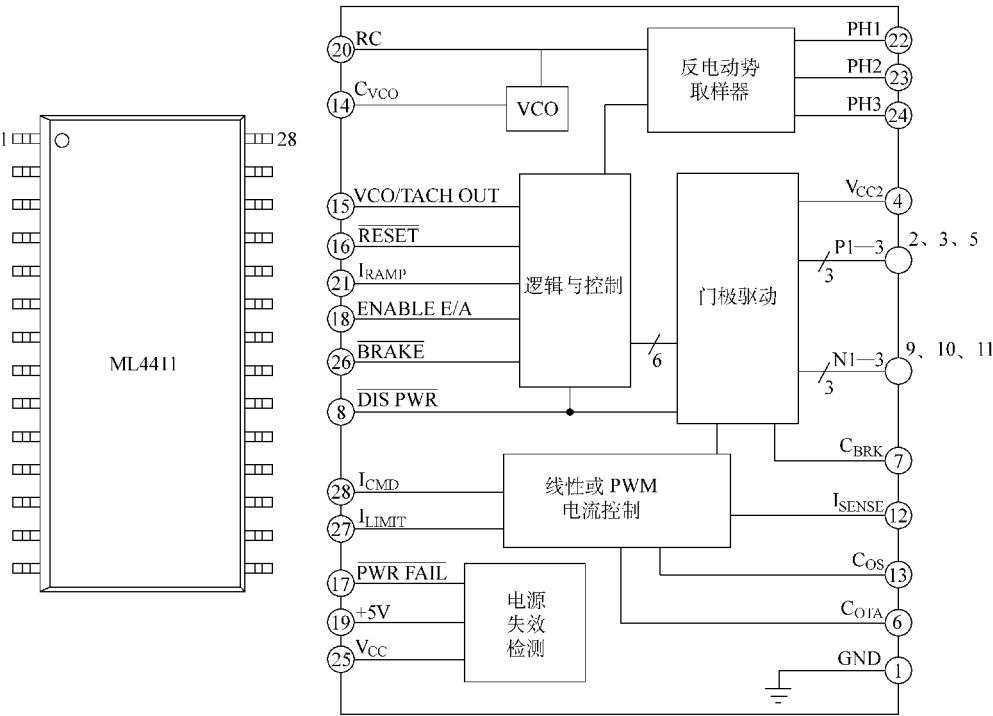 1
28
ML4411
20 RC
14 CVCO
VCO
反电动势
取样器
PH1 22
PH2 23
PH3 24
15 VCO/TACH OUT
16 RESET
21 IRAMP
18 ENABLE E/A
26 BRAKE
8 DIS PWR
逻辑与控制
6
门极驱动
VCC2 4
P1—3 2、3、5
3
N1—3 9、10、11
3
CBRK 7
28 ICMD
27 ILIMIT
线性或 PWM
电流控制
ISENSE 12
COS 13
COTA 6
17 PWR FAIL
19 +5V
25 VCC
电源
失效
检测
GND 1